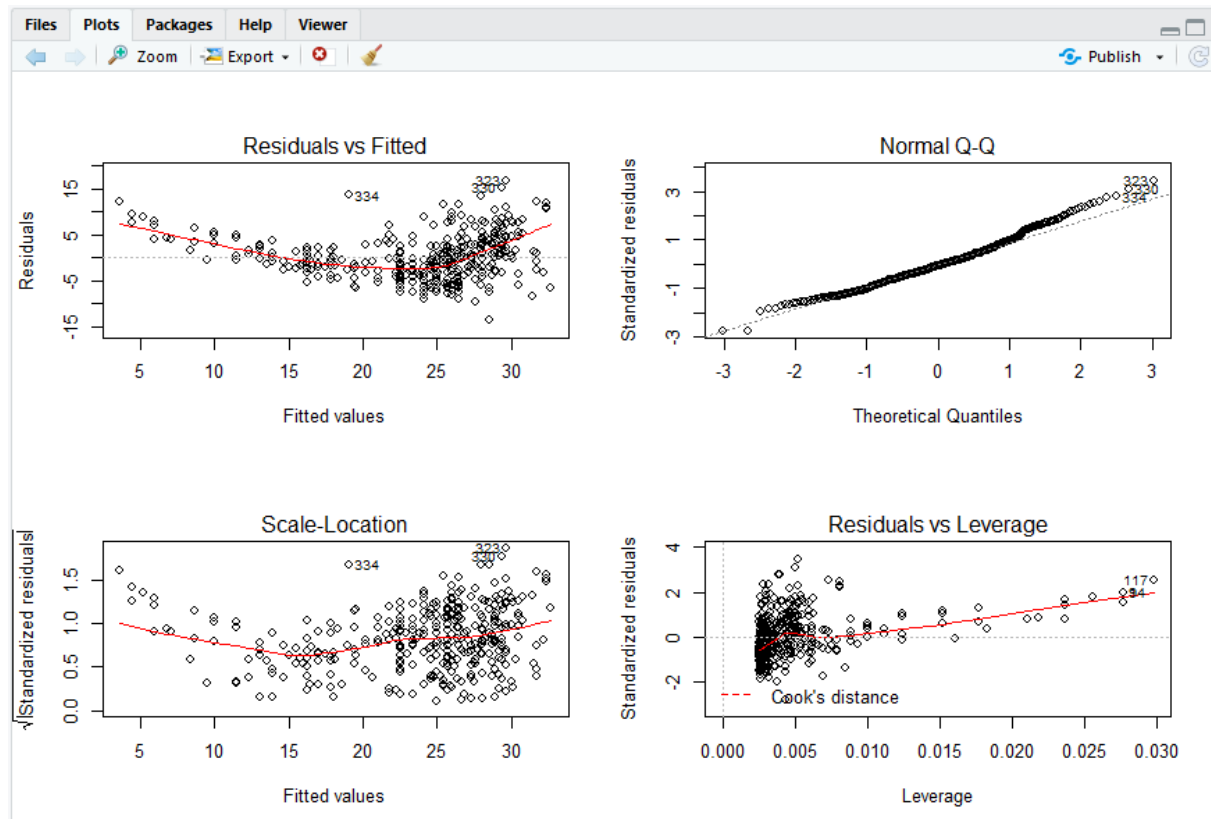 Files Plots Packages Help Viewer
Zoom Export Publish
Residuals vs Fitted
Residuals
15
5
-5
-15
323
330
334
5 10 15 20 25 30
Fitted values
Normal Q-Q
Standardized residuals
3
1
-1
-3
323
330
334
-3 -2 -1 0 1 2 3
Theoretical Quantiles
Scale-Location
√|Standardized residuals|
1.5
1.0
0.5
0.0
323
330
334
5 10 15 20 25 30
Fitted values
Residuals vs Leverage
Standardized residuals
4
2
0
-2
117
94
Cook's distance
0.000 0.005 0.010 0.015 0.020 0.025 0.030
Leverage